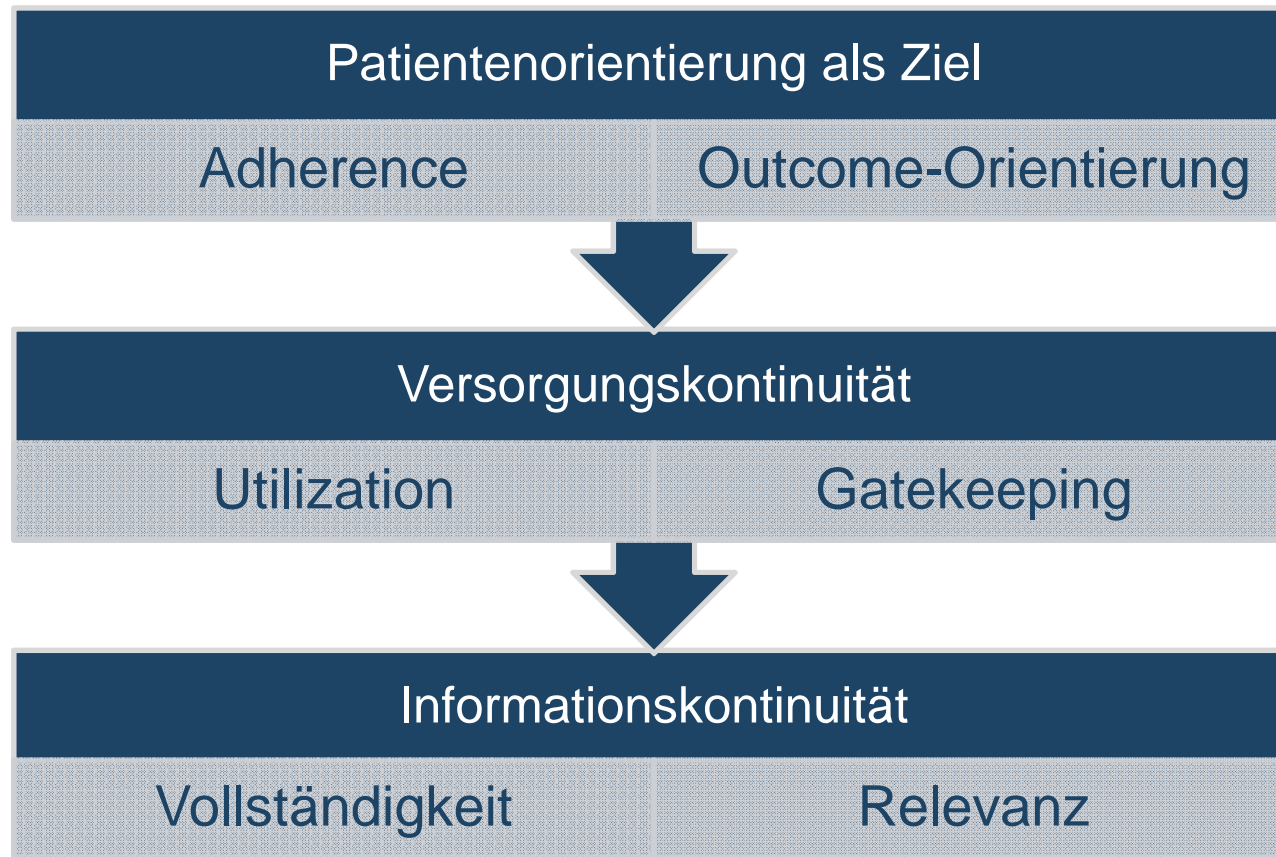 Patientenorientierung als Ziel
Adherence Outcome-Orientierung
Versorgungskontinuität
Utilization Gatekeeping
Informationskontinuität
Vollständigkeit Relevanz